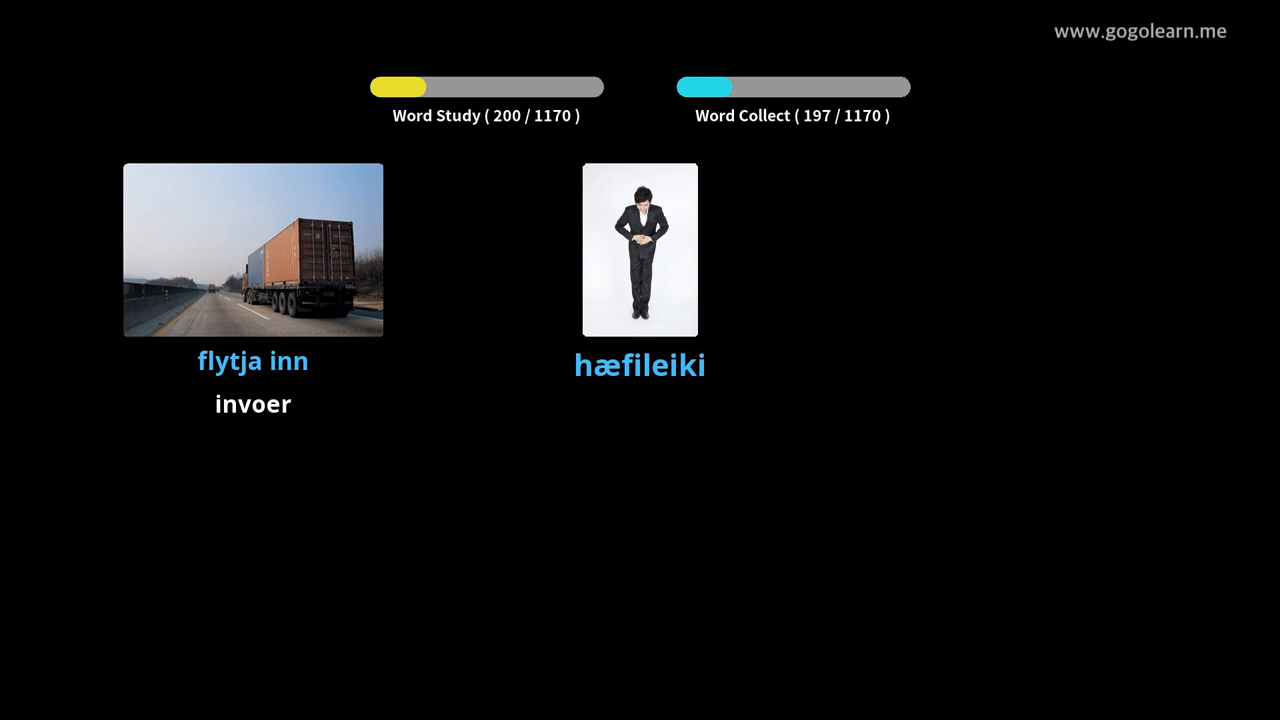 www.gogolearn.me
Word Study ( 200 / 1170 )
Word Collect ( 197 / 1170 )
flytja inn
invoer
hæfileiki